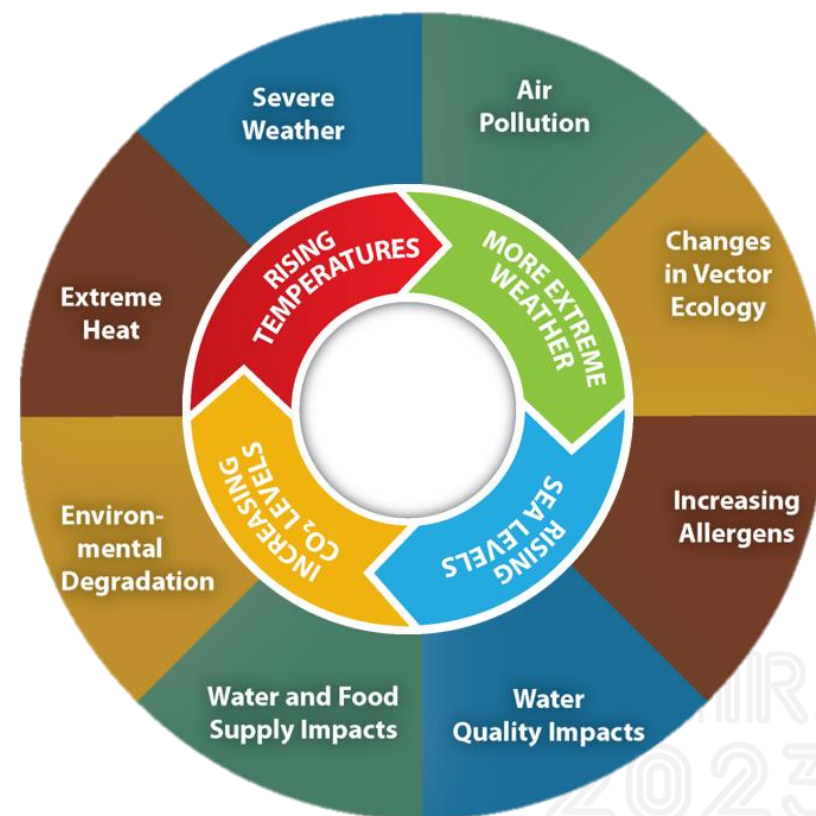 Severe
Weather
Air
Pollution
Changes
in Vector
Ecology
Increasing
Allergens
Water
Quality Impacts
Water and Food
Supply Impacts
Environ-
mental
Degradation
Extreme
Heat
RISING
TEMPERATURES
MORE EXTREME
WEATHER
RISING
SEA LEVELS
INCREASING
CO₂ LEVELS
2023